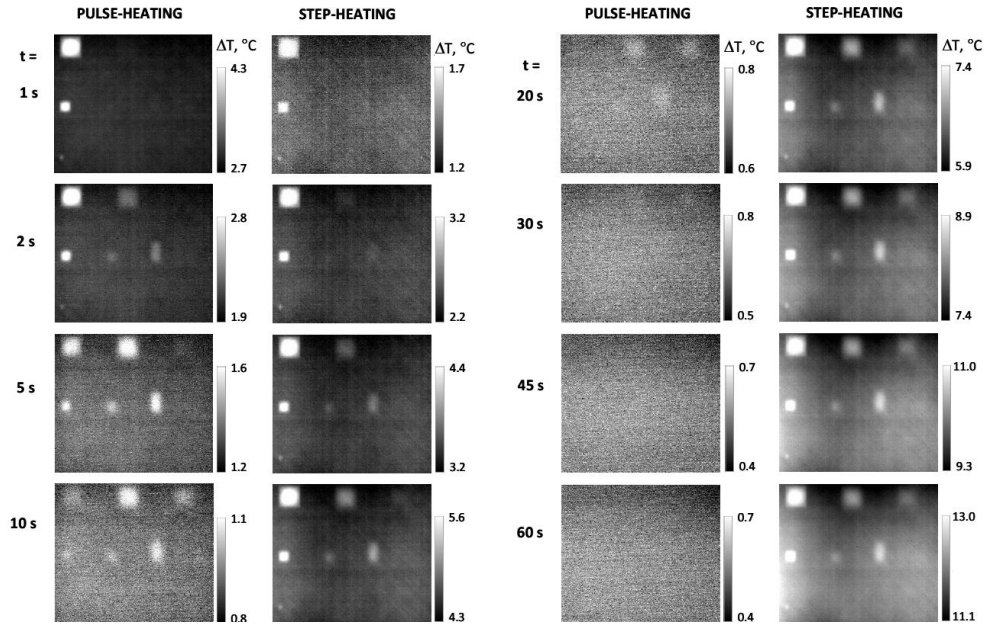 PULSE-HEATING STEP-HEATING PULSE-HEATING STEP-HEATING
t = ΔT, °C ΔT, °C t = ΔT, °C ΔT, °C
1 s 4.3 2.7 1.7 1.2
20 s 0.8 0.6 7.4 5.9
2 s 2.8 1.9 3.2 2.2
30 s 0.8 0.5 8.9 7.4
5 s 1.6 1.2 4.4 3.2
45 s 0.7 0.4 11.0 9.3
10 s 1.1 0.8 5.6 4.3
60 s 0.7 0.4 13.0 11.1